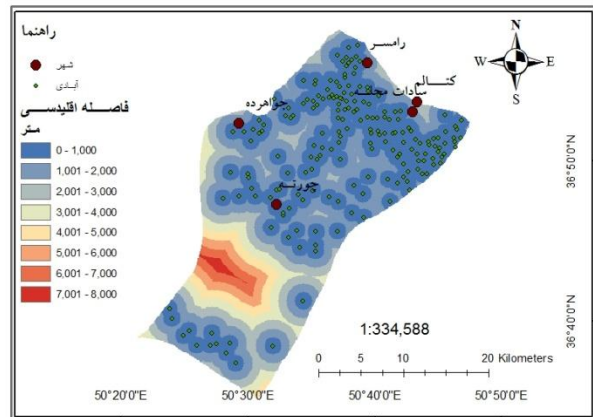 راهنما
شهر
آبادی
فاصله اقلیدسی
متر
0 - 1,000
1,001 - 2,000
2,001 - 3,000
3,001 - 4,000
4,001 - 5,000
5,001 - 6,000
6,001 - 7,000
7,001 - 8,000
رامسر
کتالم
سادات محله
جواهرده
جورده
N
W E
S
36°50'0"N
36°40'0"N
1:334,588
0 5 10 20 Kilometers
50°20'0"E 50°30'0"E 50°40'0"E 50°50'0"E